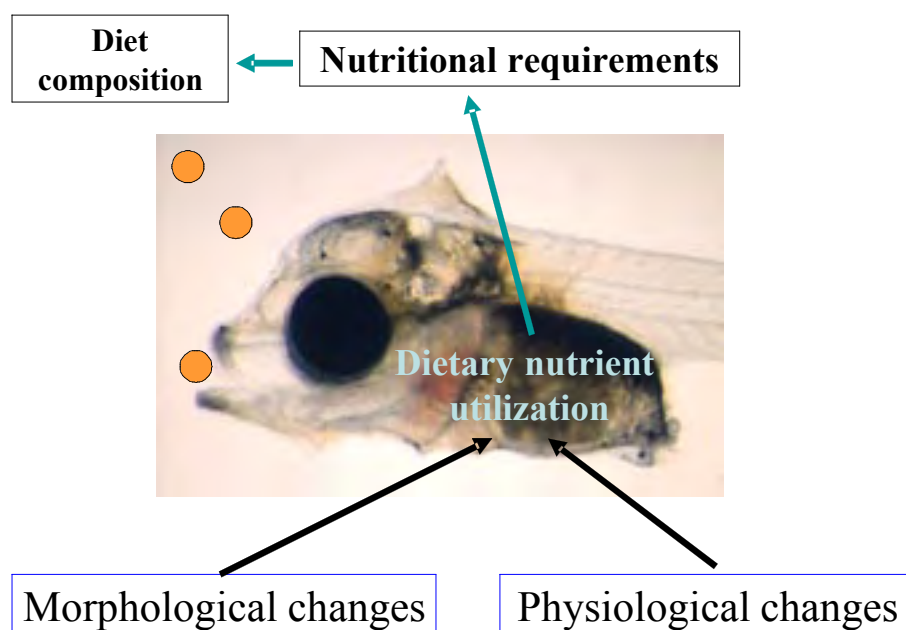 Diet
composition
Nutritional requirements
Dietary nutrient
utilization
Morphological changes
Physiological changes